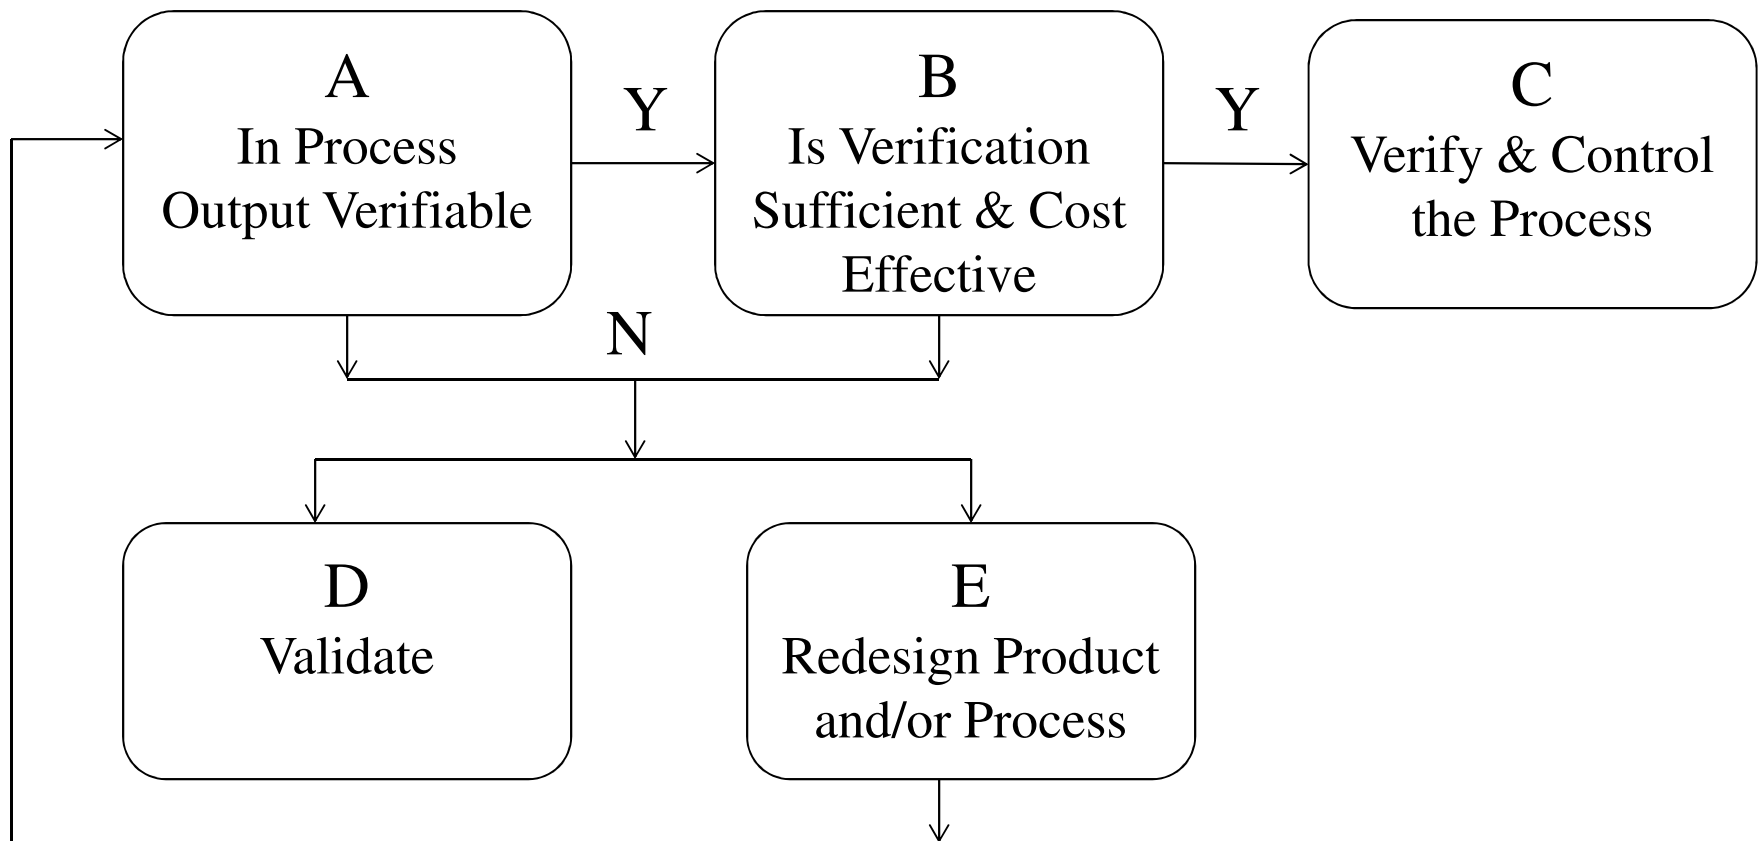 A
In Process
Output Verifiable
Y
B
Is Verification
Sufficient & Cost
Effective
Y
C
Verify & Control
the Process
N
D
Validate
E
Redesign Product
and/or Process